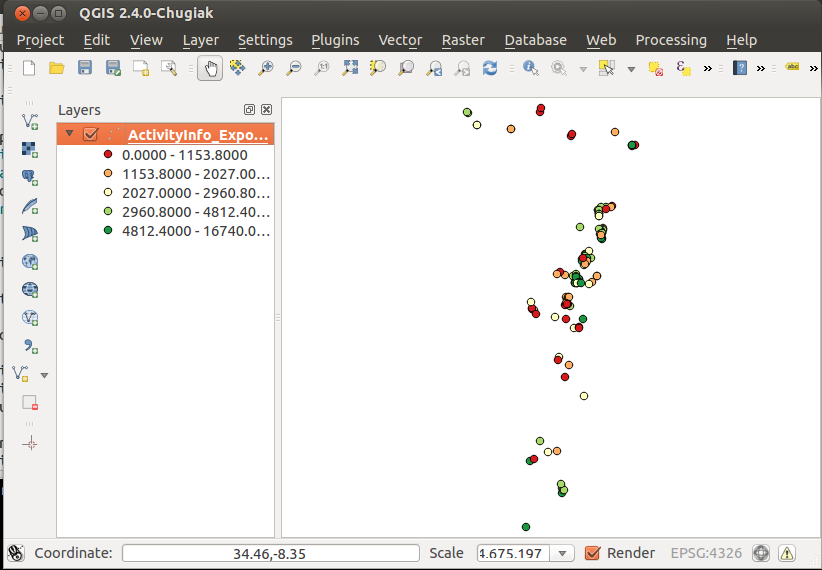 QGIS 2.4.0-Chugiak
Project Edit View Layer Settings Plugins Vector Raster Database Web Processing Help
Layers
ActivityInfo_Expo...
0.0000 - 1153.8000
1153.8000 - 2027.00...
2027.0000 - 2960.80...
2960.8000 - 4812.40...
4812.4000 - 16740.0...
Coordinate: 34.46,-8.35 Scale 4.675.197 Render EPSG:4326